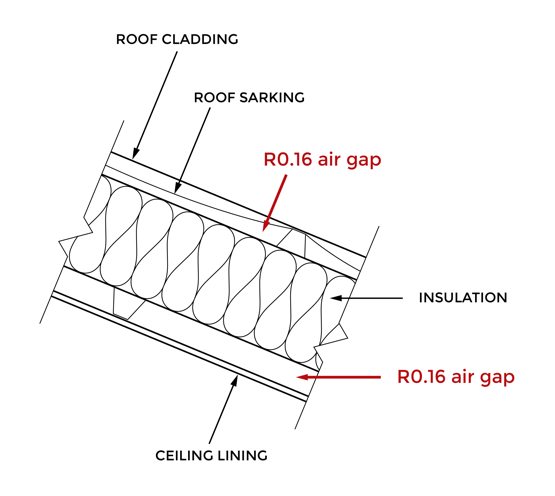 ROOF CLADDING
ROOF SARKING
R0.16 air gap
INSULATION
R0.16 air gap
CEILING LINING